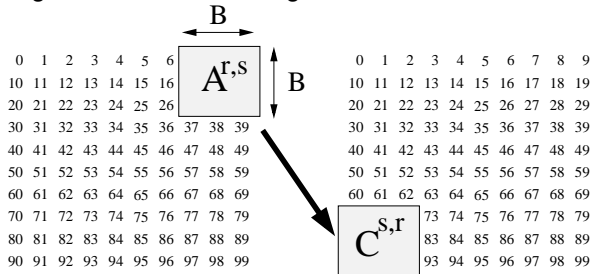 B
0 1 2 3 4 5 6
10 11 12 13 14 15 16
20 21 22 23 24 25 26
A r,s
B
30 31 32 33 34 35 36 37 38 39
40 41 42 43 44 45 46 47 48 49
50 51 52 53 54 55 56 57 58 59
60 61 62 63 64 65 66 67 68 69
70 71 72 73 74 75 76 77 78 79
80 81 82 83 84 85 86 87 88 89
90 91 92 93 94 95 96 97 98 99
0 1 2 3 4 5 6 7 8 9
10 11 12 13 14 15 16 17 18 19
20 21 22 23 24 25 26 27 28 29
30 31 32 33 34 35 36 37 38 39
40 41 42 43 44 45 46 47 48 49
50 51 52 53 54 55 56 57 58 59
60 61 62 63 64 65 66 67 68 69
C s,r
73 74 75 76 77 78 79
83 84 85 86 87 88 89
93 94 95 96 97 98 99